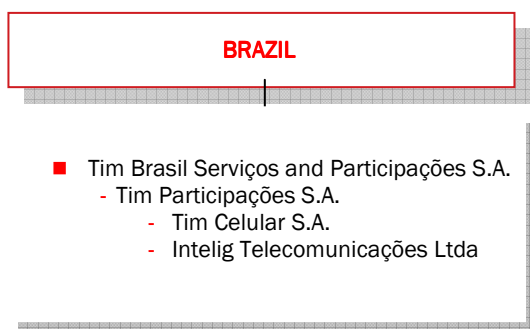 BRAZIL
Tim Brasil Serviços and Participações S.A.
- Tim Participações S.A.
- Tim Celular S.A.
- Intelig Telecomunicações Ltda